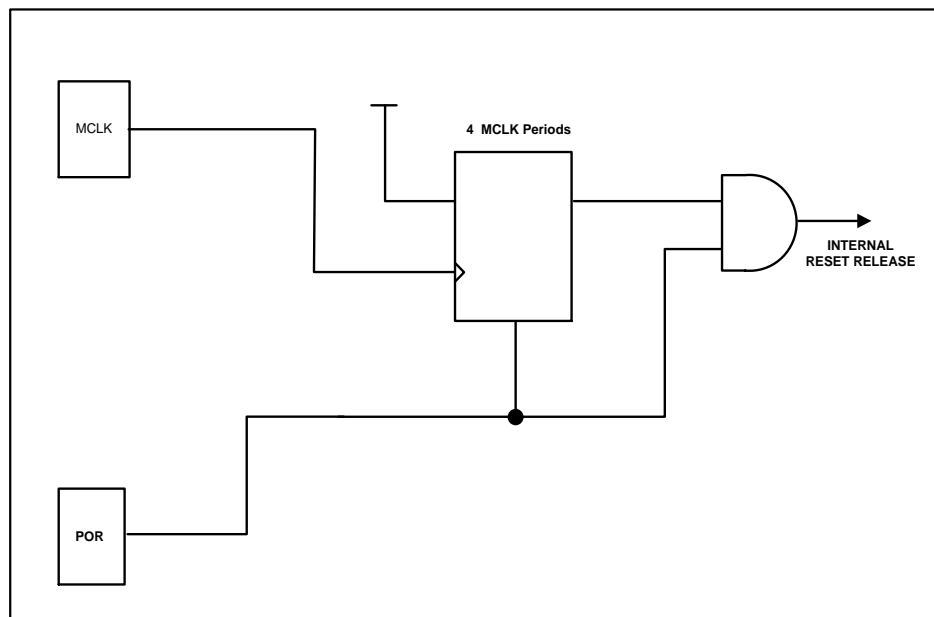 MCLK
4 MCLK Periods
INTERNAL
RESET RELEASE
POR